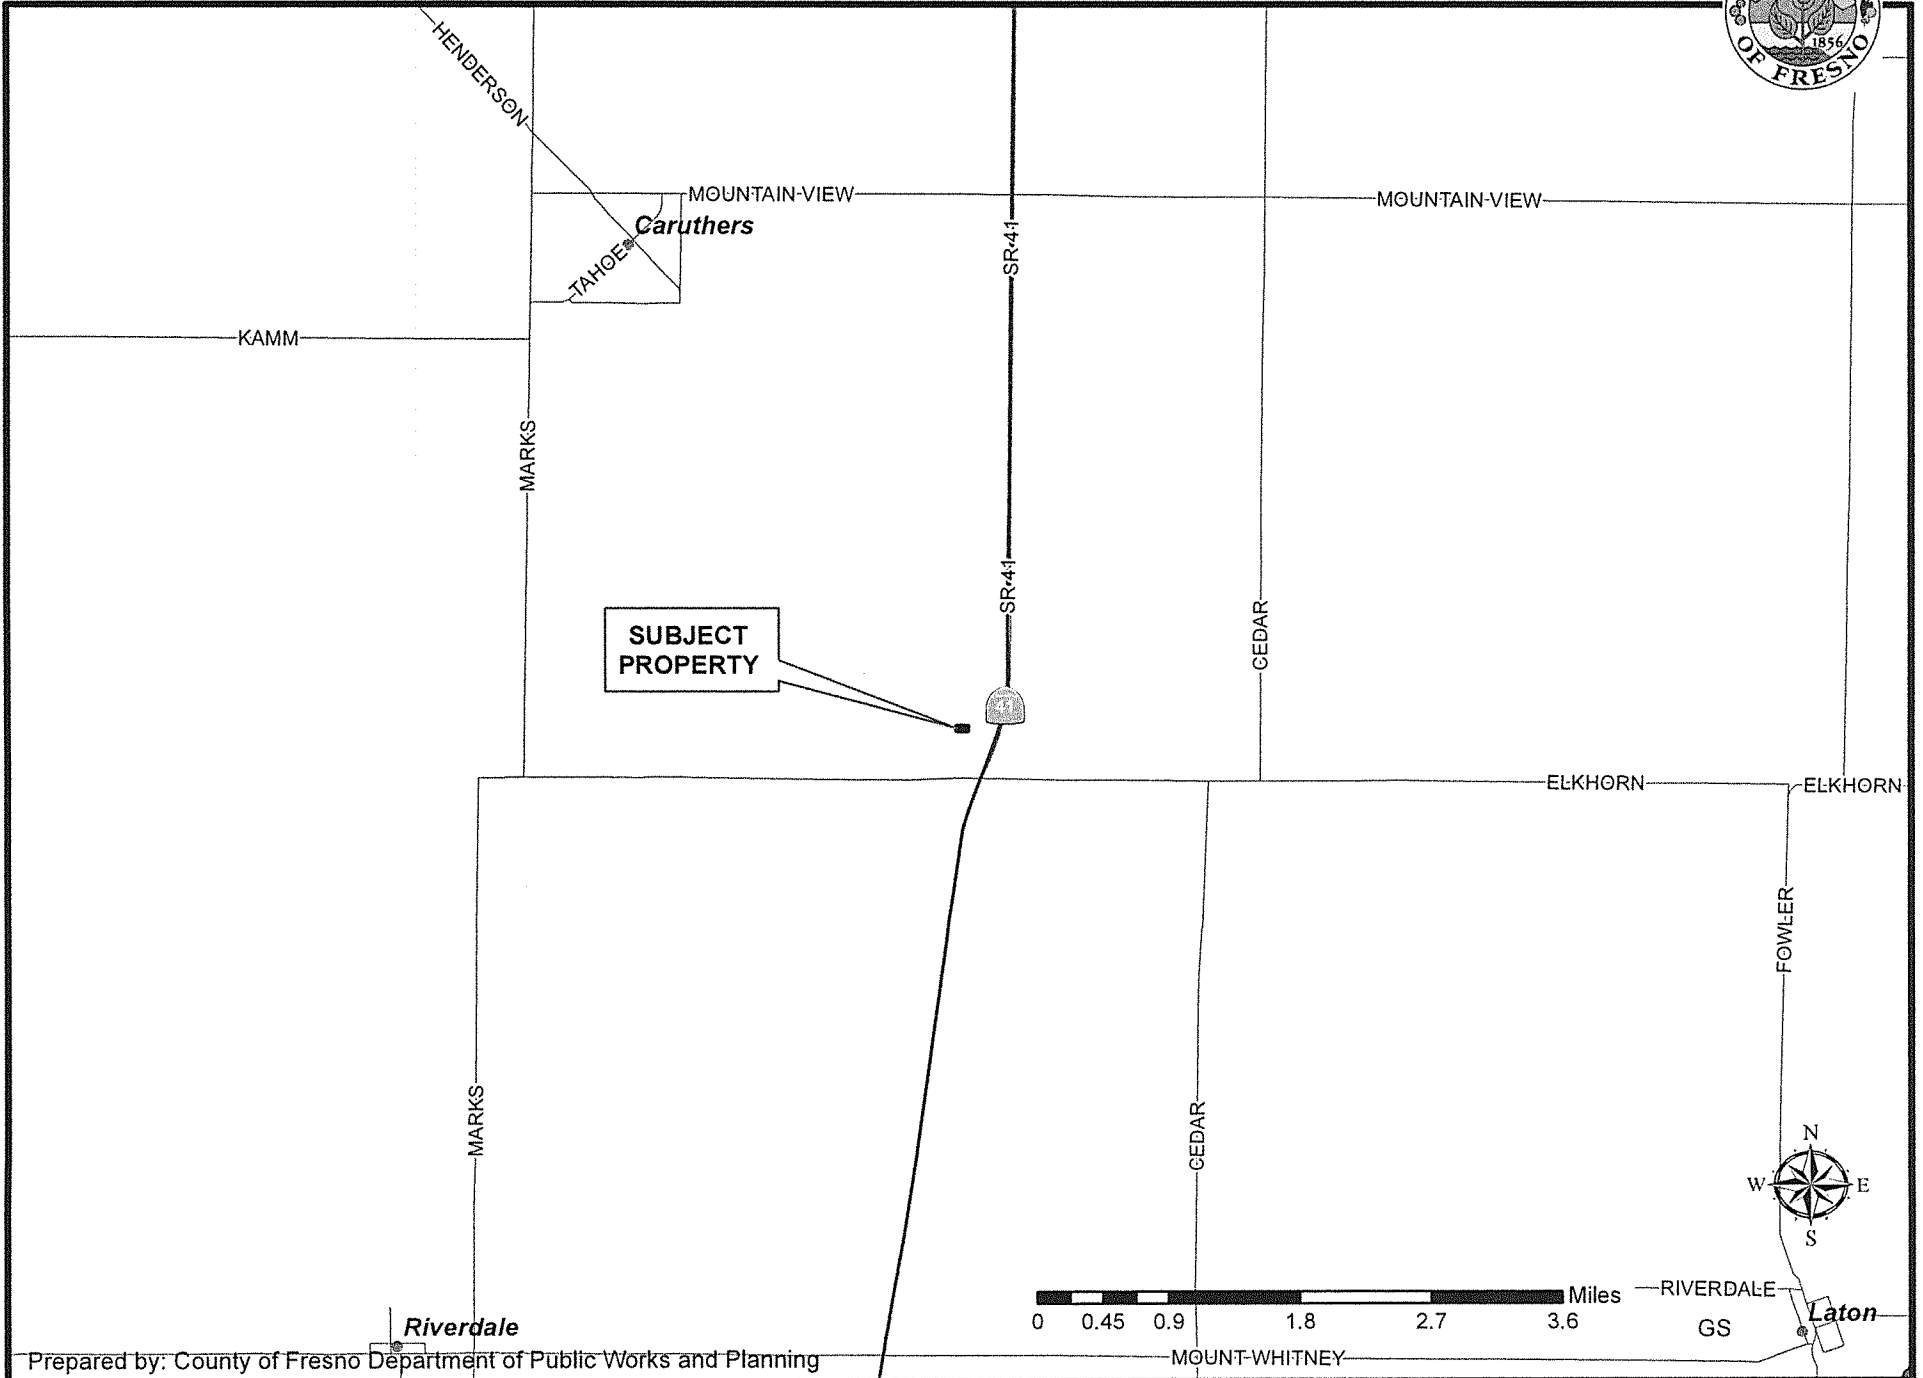 1856
OF FRESNO
HENDERSON
MOUNTAIN VIEW
MOUNTAIN VIEW
Caruthers
TAHOE
SR-41
KAMM
MARKS
SR-41
CEDAR
SUBJECT
PROPERTY
41
ELKHORN
ELKHORN
FOWLER
MARKS
CEDAR
N
W
E
S
Miles
0 0.45 0.9 1.8 2.7 3.6
RIVERDALE
GS
Laton
Riverdale
Prepared by: County of Fresno Department of Public Works and Planning
MOUNT WHITNEY